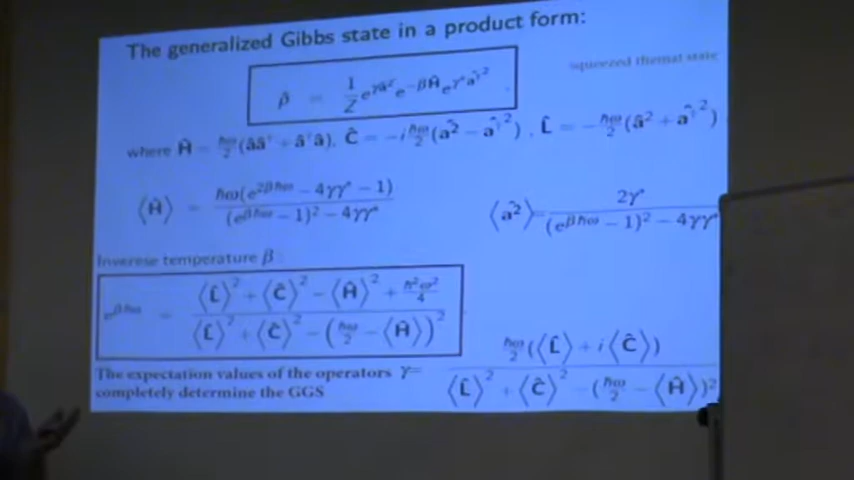 The generalized Gibbs state in a product form:
squeezed thermal state
ρ̂ = 1/Z e^{γâ²} e^{-βĤ} e^{γ*â†²}
where Ĥ = ħω/2 (ââ† + â†â), Ĉ = -i ħω/2 (â² - â†²) , L̂ = -ħω/2 (â² + â†²)
⟨Ĥ⟩ = ħω(e^{2βħω} - 4γγ* - 1) / (e^{βħω} - 1)² - 4γγ*
⟨â²⟩ = 2γ* / (e^{βħω} - 1)² - 4γγ*
Inverese temperature β :
e^{βħω} = ⟨L̂⟩² + ⟨Ĉ⟩² - ⟨Ĥ⟩² + ħ²ω²/4 / ⟨L̂⟩² + ⟨Ĉ⟩² - (ħω/2 - ⟨Ĥ⟩)²
The expectation values of the operators
completely determine the GGS
γ= ħω/2 (⟨L̂⟩ + i⟨Ĉ⟩) / ⟨L̂⟩² + ⟨Ĉ⟩² - (ħω/2 - ⟨Ĥ⟩)²